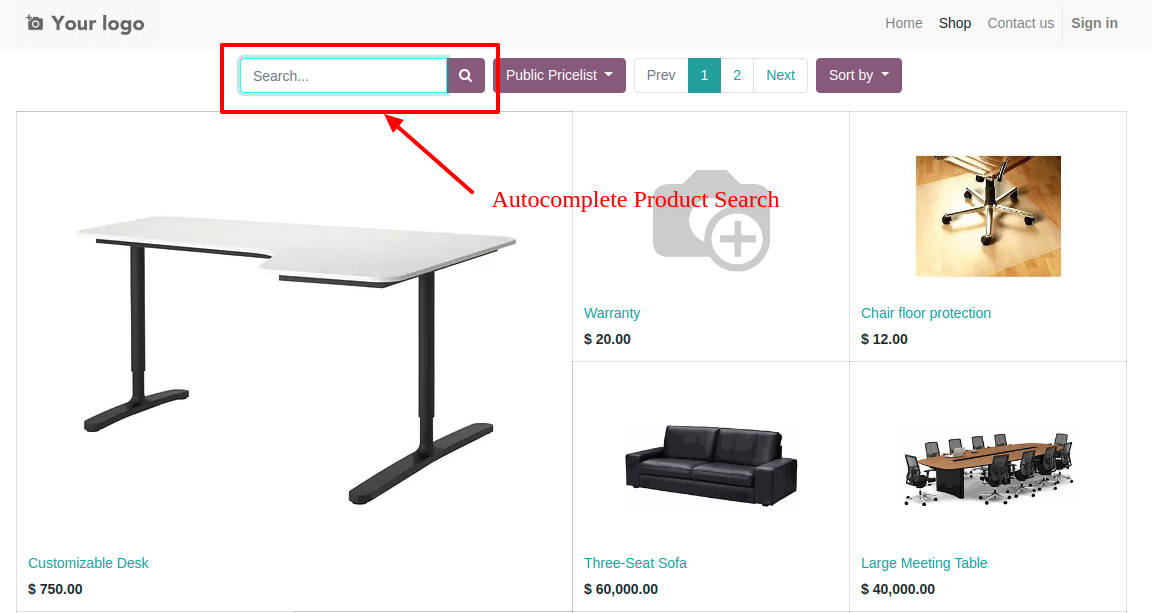 Your logo
Home Shop Contact us Sign in
Search... Public Pricelist Prev 1 2 Next Sort by
Autocomplete Product Search
Warranty
$ 20.00
Chair floor protection
$ 12.00
Customizable Desk
$ 750.00
Three-Seat Sofa
$ 60,000.00
Large Meeting Table
$ 40,000.00